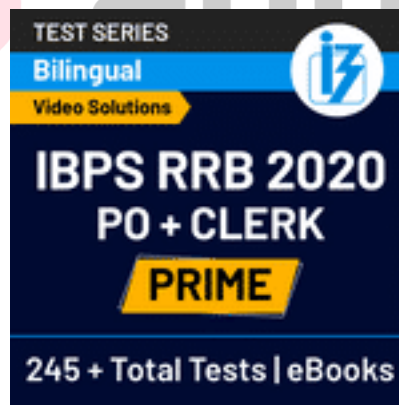 TEST SERIES
Bilingual
Video Solutions
IBPS RRB 2020
PO + CLERK
PRIME
245 + Total Tests | eBooks